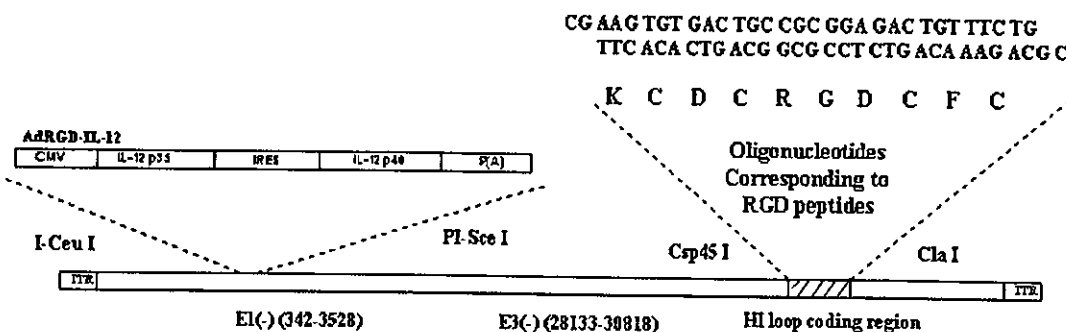 CG AAG TGT GAC TGC CGC GGA GAC TGT TTC TG
TTC ACA CTG ACG GCG CCT CTG ACA AAG ACG C
K C D C R G D C F C
AdRGD-IL-12
CMV IL-12 p35 IRES IL-12 p40 P(A)
Oligonucleotides
Corresponding to
RGD peptides
I-Ceu I PI-Sce I Csp45 I Cla I
ITR ITR
E1(-) (342-3528) E3(-) (28133-30818) HI loop coding region